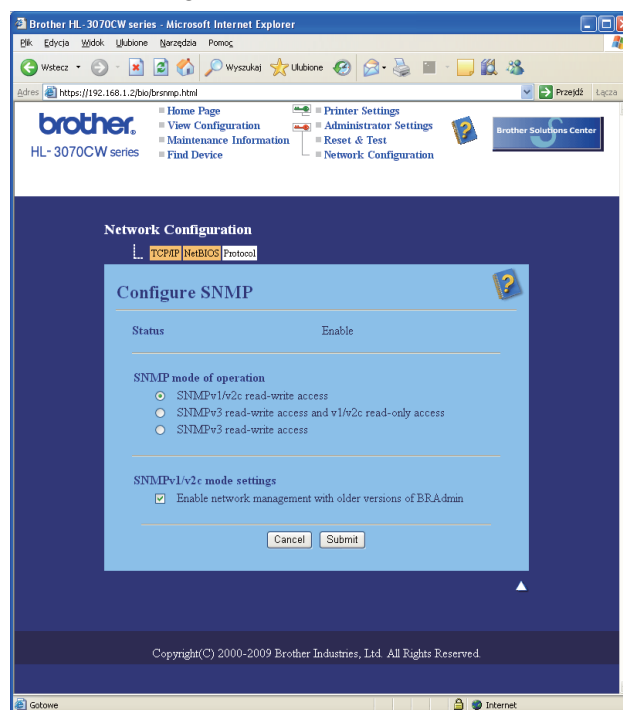 Brother HL-3070CW series - Microsoft Internet Explorer
Plik Edycja Widok Ulubione Narzędzia Pomoc
Wstecz Wyszukaj Ulubione
Adres https://192.168.1.2/bio/brsnmp.html Przejdź Łącza
brother®
HL-3070CW series
Home Page
View Configuration
Maintenance Information
Find Device
Printer Settings
Administrator Settings
Reset & Test
Network Configuration
Brother Solutions Center
Network Configuration
TCP/IP NetBIOS Protocol
Configure SNMP
Status Enable
SNMP mode of operation
SNMPv1/v2c read-write access
SNMPv3 read-write access and v1/v2c read-only access
SNMPv3 read-write access
SNMPv1/v2c mode settings
Enable network management with older versions of BRAdmin
Cancel Submit
Copyright(C) 2000-2009 Brother Industries, Ltd. All Rights Reserved.
Gotowe Internet